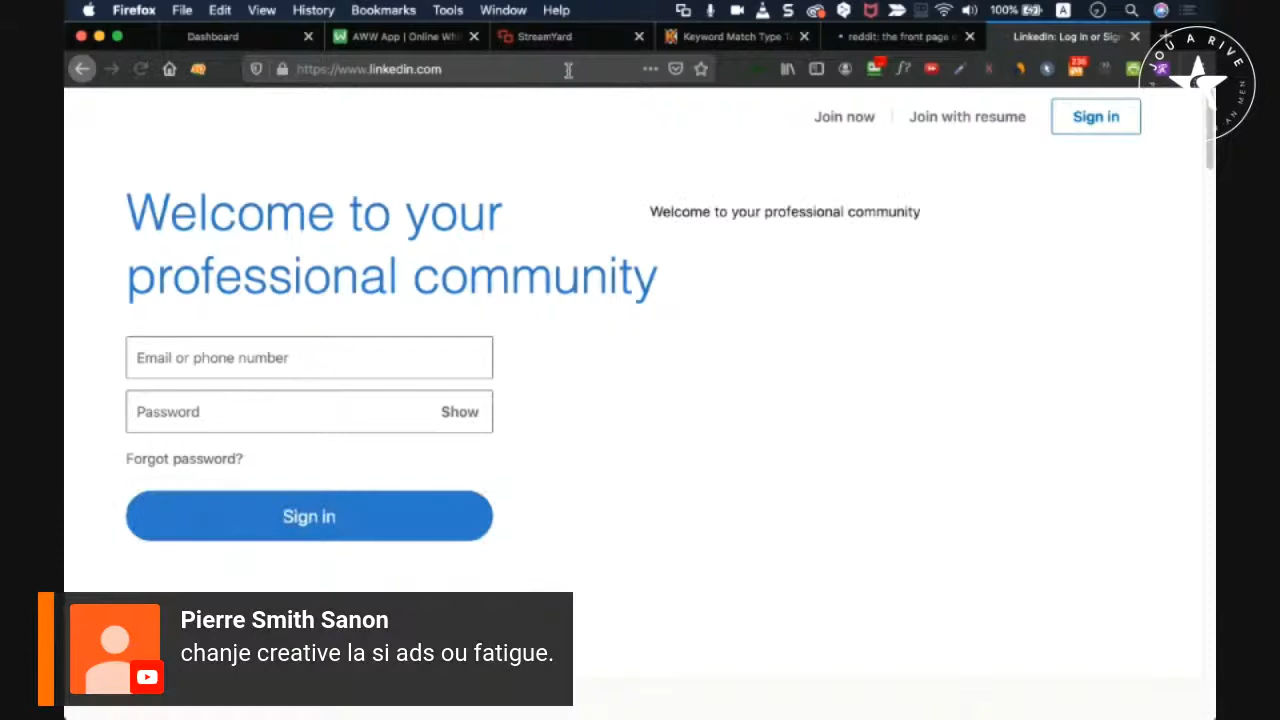 Firefox File Edit View History Bookmarks Tools Window Help 100%
Dashboard
AWW App | Online Whi
StreamYard
Keyword Match Type T
reddit: the front page o
LinkedIn: Log In or Sig
https://www.linkedin.com
236
Join now
Join with resume
Sign in
Welcome to your
professional community
Welcome to your professional community
Email or phone number
Password
Show
Forgot password?
Sign in
Pierre Smith Sanon
chanje creative la si ads ou fatigue.